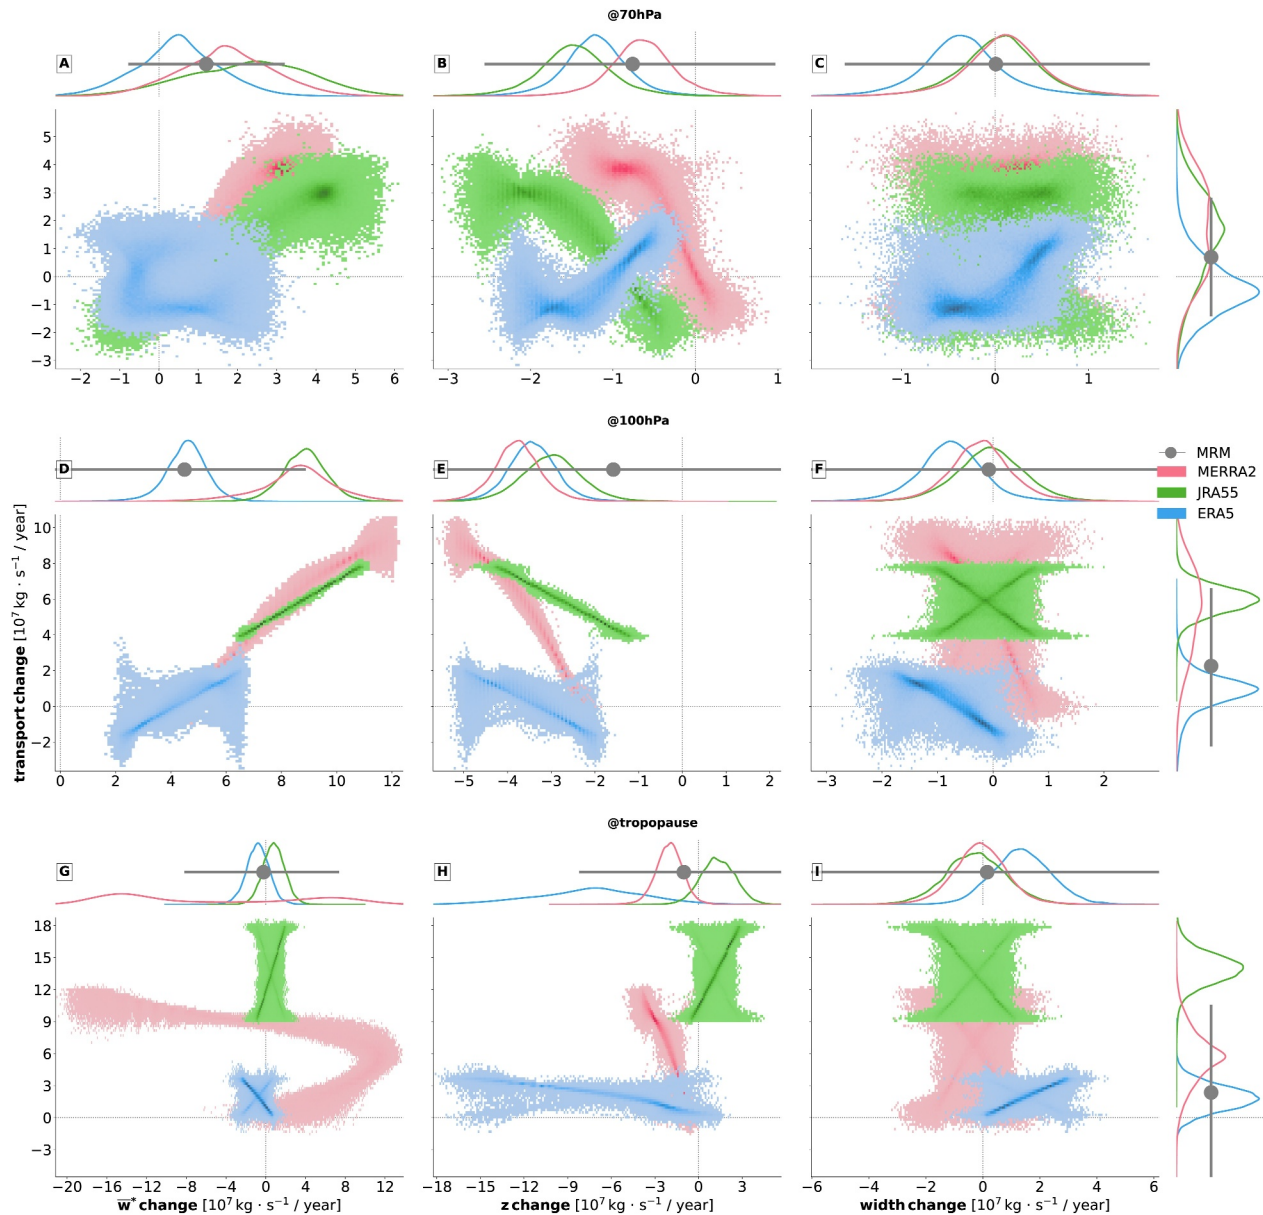 @70hPa
A
B
C
5
4
3
2
1
0
−1
−2
−3
−2 −1 0 1 2 3 4 5 6
−3 −2 −1 0 1
−1 0 1
@100hPa
D
E
F
MRM
MERRA2
JRA55
ERA5
10
8
6
4
2
0
−2
transport change [10⁷ kg · s⁻¹ / year]
0 2 4 6 8 10 12
−5 −4 −3 −2 −1 0 1 2
−3 −2 −1 0 1 2
@tropopause
G
H
I
18
15
12
9
6
3
0
−3
−20 −16 −12 −8 −4 0 4 8 12
−18 −15 −12 −9 −6 −3 0 3
−6 −4 −2 0 2 4 6
w̅* change [10⁷ kg · s⁻¹ / year]
z change [10⁷ kg · s⁻¹ / year]
width change [10⁷ kg · s⁻¹ / year]